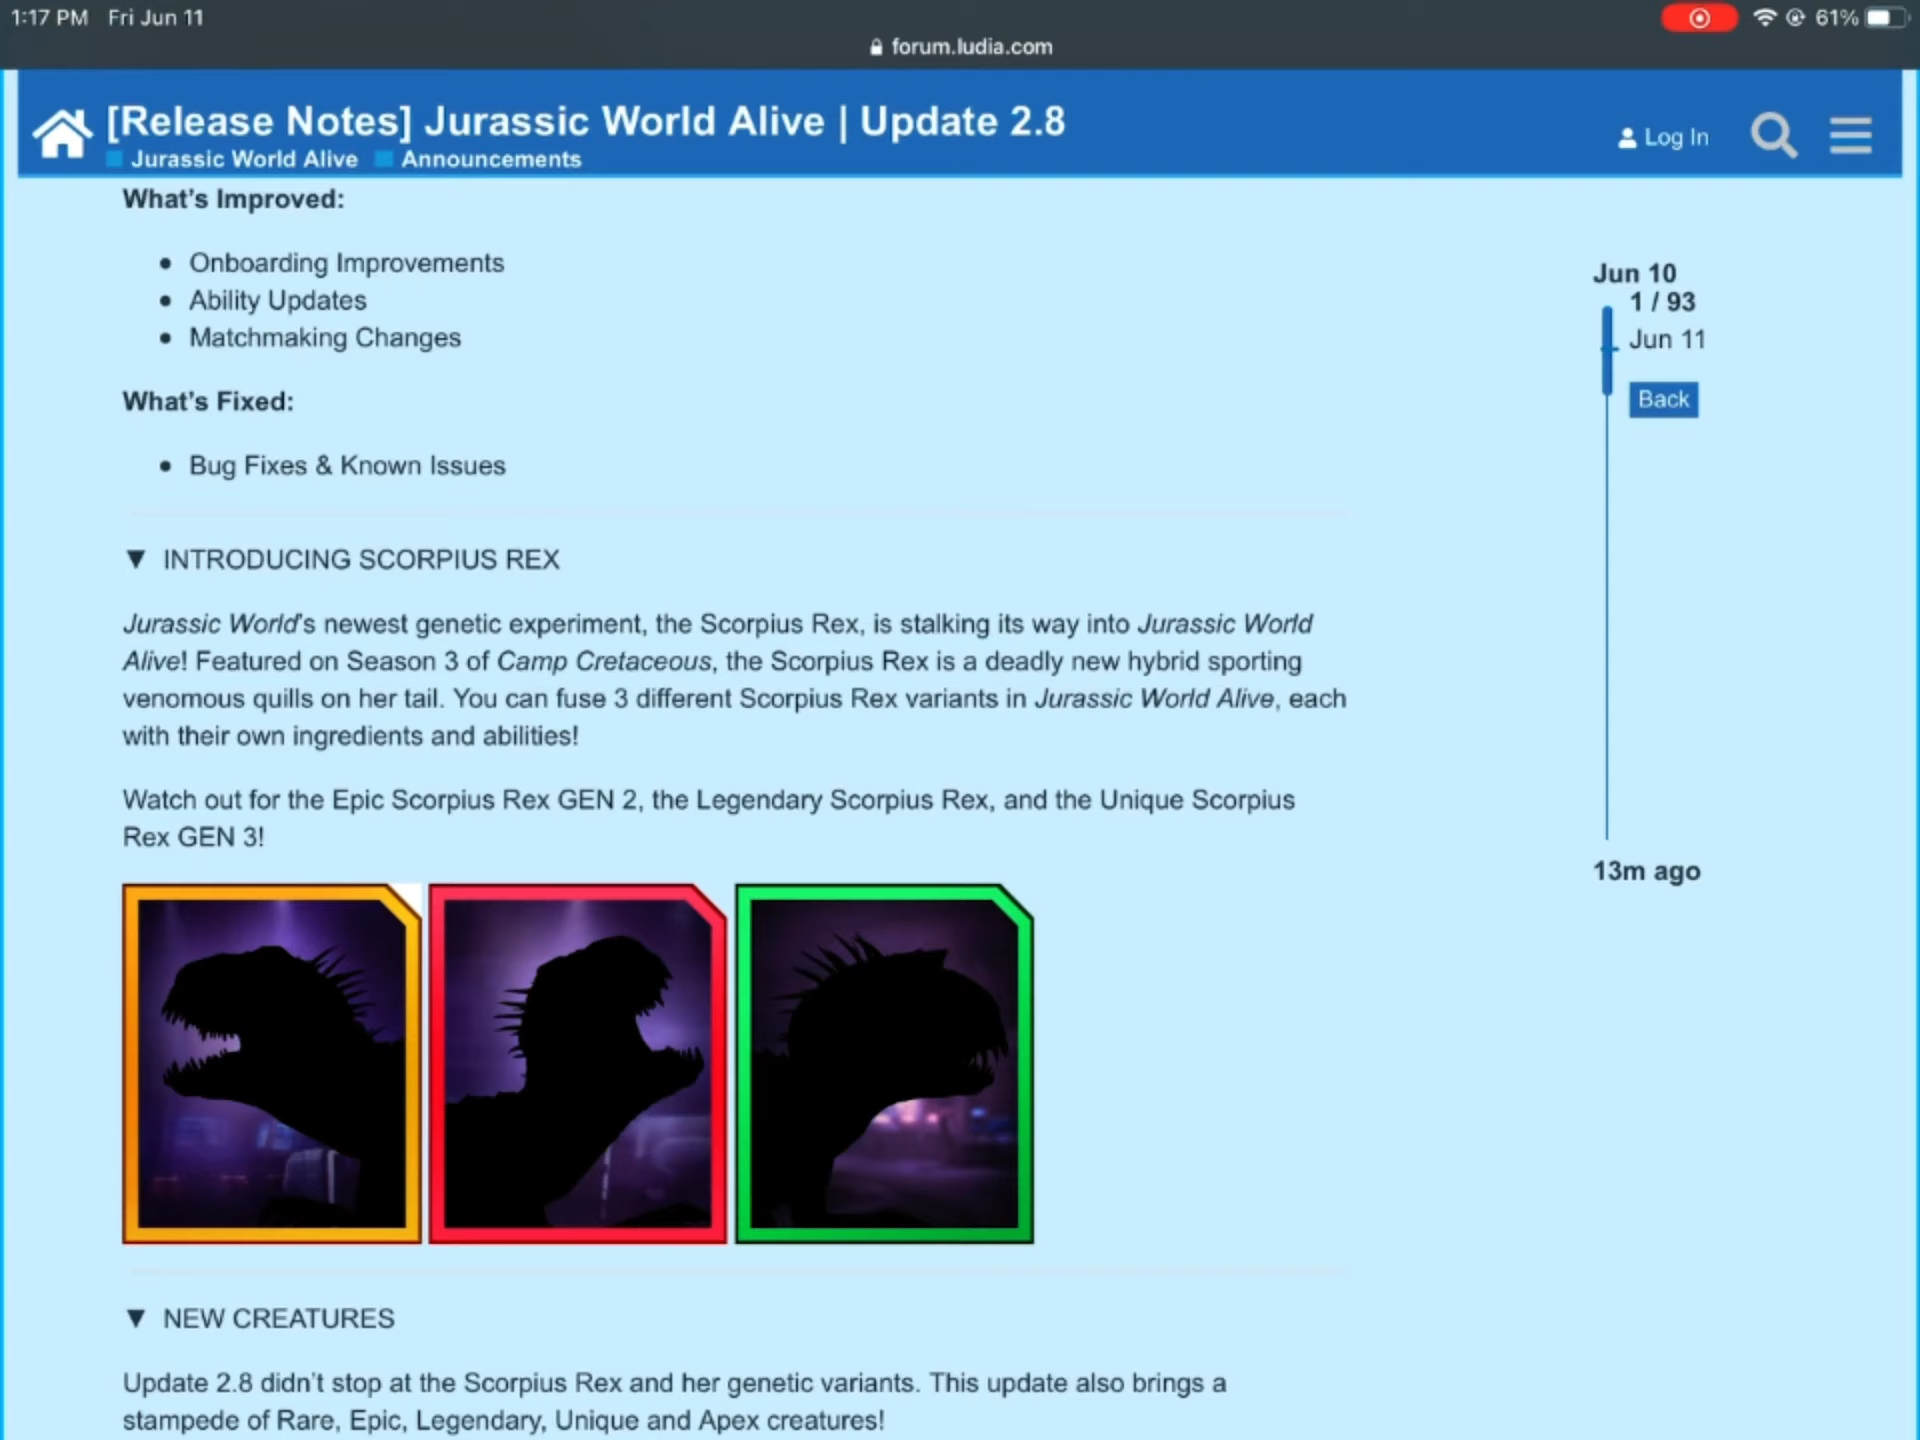 1:17 PM Fri Jun 11
61%
forum.ludia.com
[Release Notes] Jurassic World Alive | Update 2.8
Jurassic World Alive Announcements
Log In
What's Improved:
• Onboarding Improvements
• Ability Updates
• Matchmaking Changes
What's Fixed:
• Bug Fixes & Known Issues
Jun 10
1 / 93
Jun 11
Back
13m ago
▼ INTRODUCING SCORPIUS REX
Jurassic World's newest genetic experiment, the Scorpius Rex, is stalking its way into Jurassic World
Alive! Featured on Season 3 of Camp Cretaceous, the Scorpius Rex is a deadly new hybrid sporting
venomous quills on her tail. You can fuse 3 different Scorpius Rex variants in Jurassic World Alive, each
with their own ingredients and abilities!
Watch out for the Epic Scorpius Rex GEN 2, the Legendary Scorpius Rex, and the Unique Scorpius
Rex GEN 3!
▼ NEW CREATURES
Update 2.8 didn't stop at the Scorpius Rex and her genetic variants. This update also brings a
stampede of Rare, Epic, Legendary, Unique and Apex creatures!